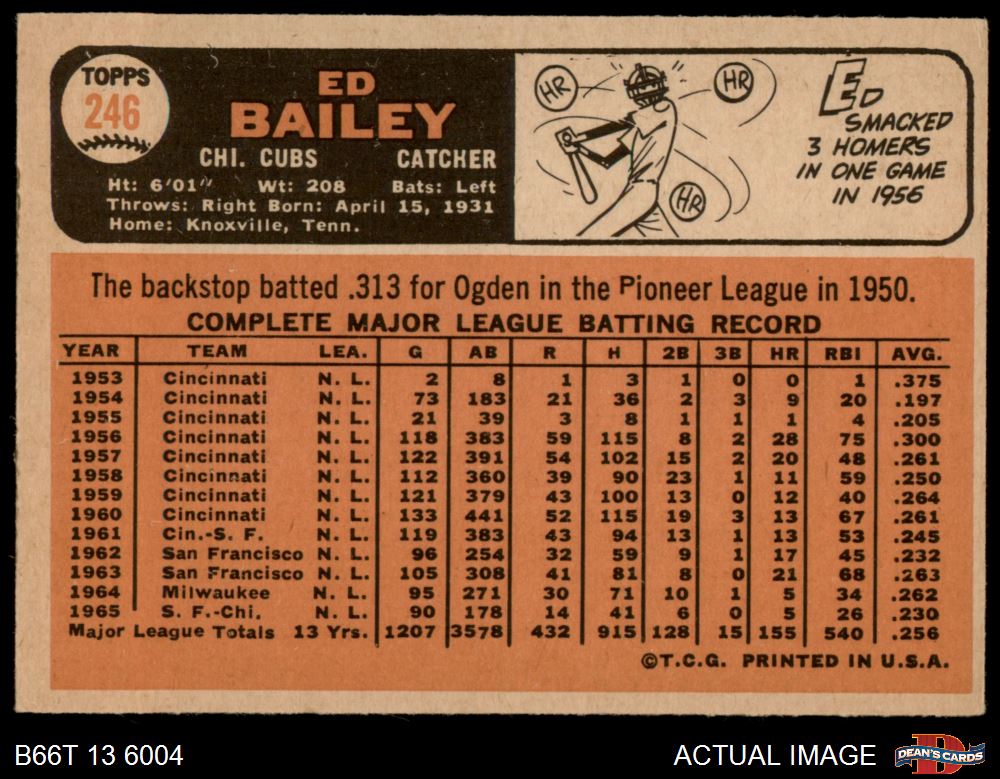 TOPPS
246
ED
BAILEY
CHI. CUBS CATCHER
Ht: 6'01" Wt: 208 Bats: Left
Throws: Right Born: April 15, 1931
Home: Knoxville, Tenn.
HR HR
HR
ED
SMACKED
3 HOMERS
IN ONE GAME
IN 1956
The backstop batted .313 for Ogden in the Pioneer League in 1950.
COMPLETE MAJOR LEAGUE BATTING RECORD
YEAR TEAM LEA. G AB R H 2B 3B HR RBI AVG.
1953 Cincinnati N. L. 2 8 1 3 1 0 0 1 .375
1954 Cincinnati N. L. 73 183 21 36 2 3 9 20 .197
1955 Cincinnati N. L. 21 39 3 8 1 1 1 4 .205
1956 Cincinnati N. L. 118 383 59 115 8 2 28 75 .300
1957 Cincinnati N. L. 122 391 54 102 15 2 20 48 .261
1958 Cincinnati N. L. 112 360 39 90 23 1 11 59 .250
1959 Cincinnati N. L. 121 379 43 100 13 0 12 40 .264
1960 Cincinnati N. L. 133 441 52 115 19 3 13 67 .261
1961 Cin.-S. F. N. L. 119 383 43 94 13 1 13 53 .245
1962 San Francisco N. L. 96 254 32 59 9 1 17 45 .232
1963 San Francisco N. L. 105 308 41 81 8 0 21 68 .263
1964 Milwaukee N. L. 95 271 30 71 10 1 5 34 .262
1965 S. F.-Chi. N. L. 90 178 14 41 6 0 5 26 .230
Major League Totals 13 Yrs. 1207 3578 432 915 128 15 155 540 .256
©T.C.G. PRINTED IN U.S.A.
B66T 13 6004 ACTUAL IMAGE D DEAN'S CARDS